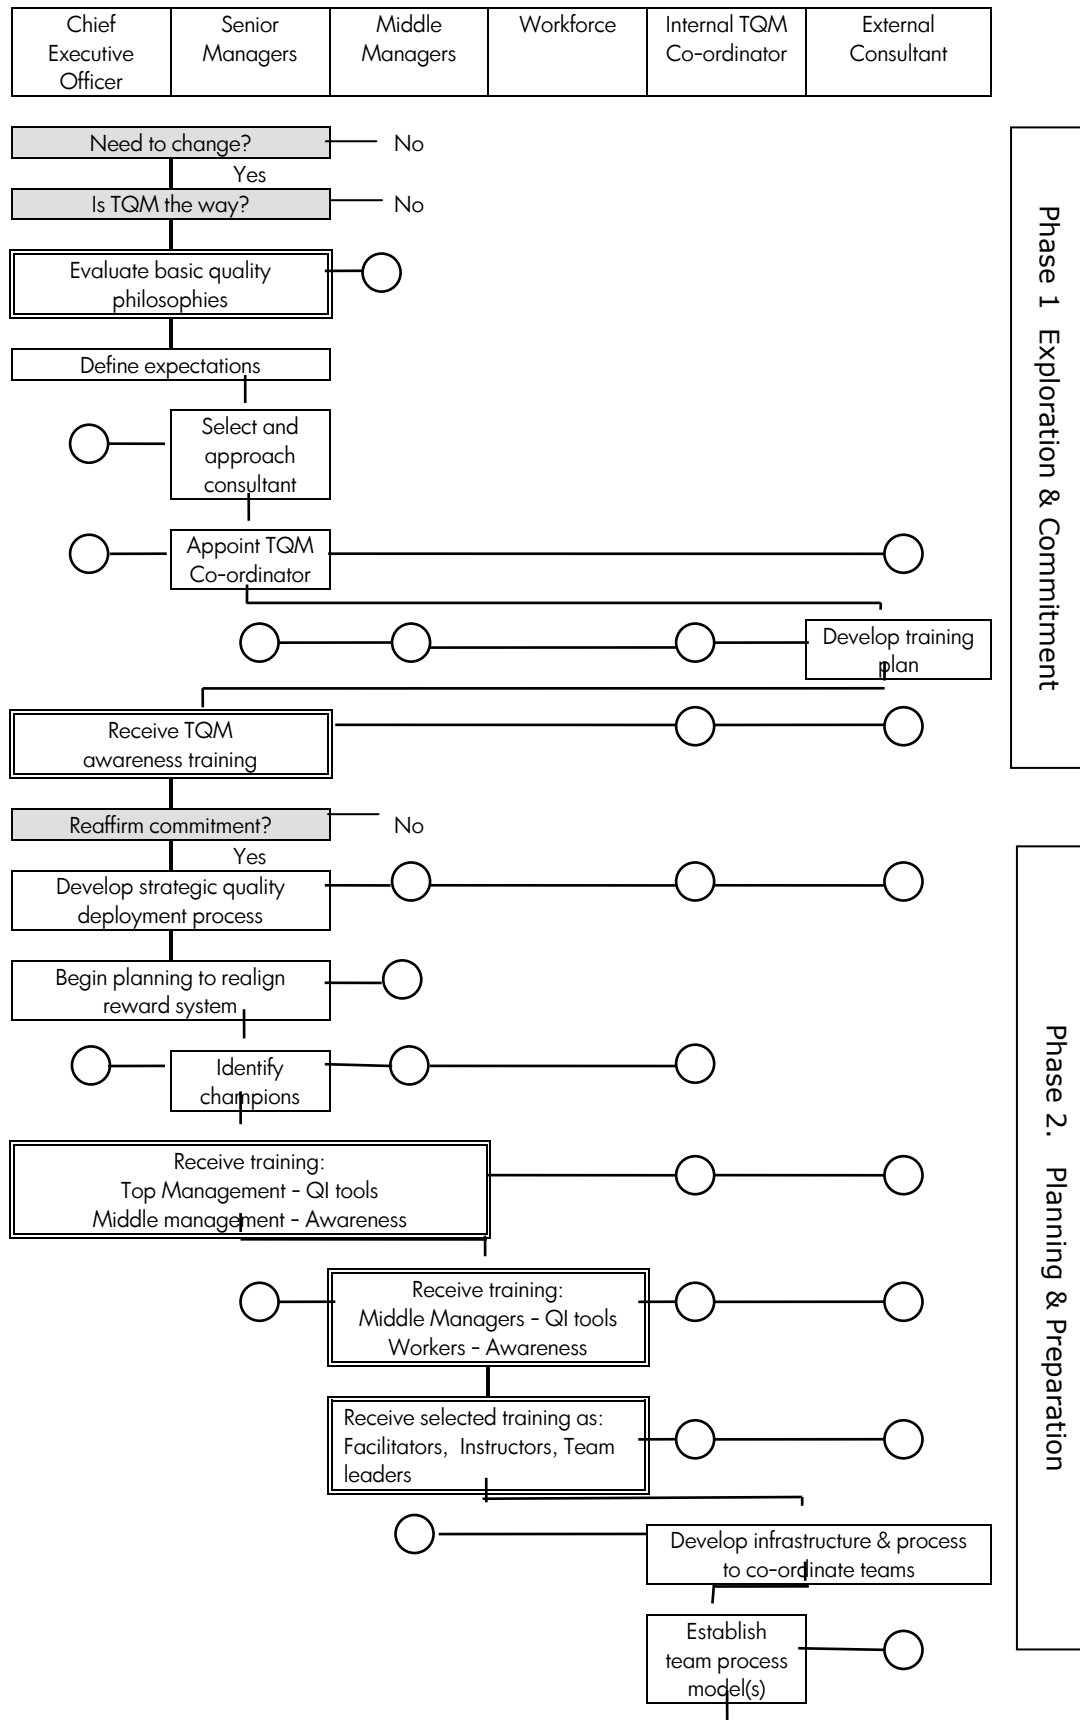 Chief
Executive
Officer
Senior
Managers
Middle
Managers
Workforce
Internal TQM
Co-ordinator
External
Consultant
Need to change?
No
Yes
Is TQM the way?
No
Evaluate basic quality
philosophies
Define expectations
Select and
approach
consultant
Appoint TQM
Co-ordinator
Develop training
plan
Receive TQM
awareness training
Phase 1 Exploration & Commitment
Reaffirm commitment?
No
Yes
Develop strategic quality
deployment process
Begin planning to realign
reward system
Identify
champions
Receive training:
Top Management - QI tools
Middle management - Awareness
Receive training:
Middle Managers - QI tools
Workers - Awareness
Receive selected training as:
Facilitators, Instructors, Team
leaders
Develop infrastructure & process
to co-ordinate teams
Establish
team process
model(s)
Phase 2. Planning & Preparation